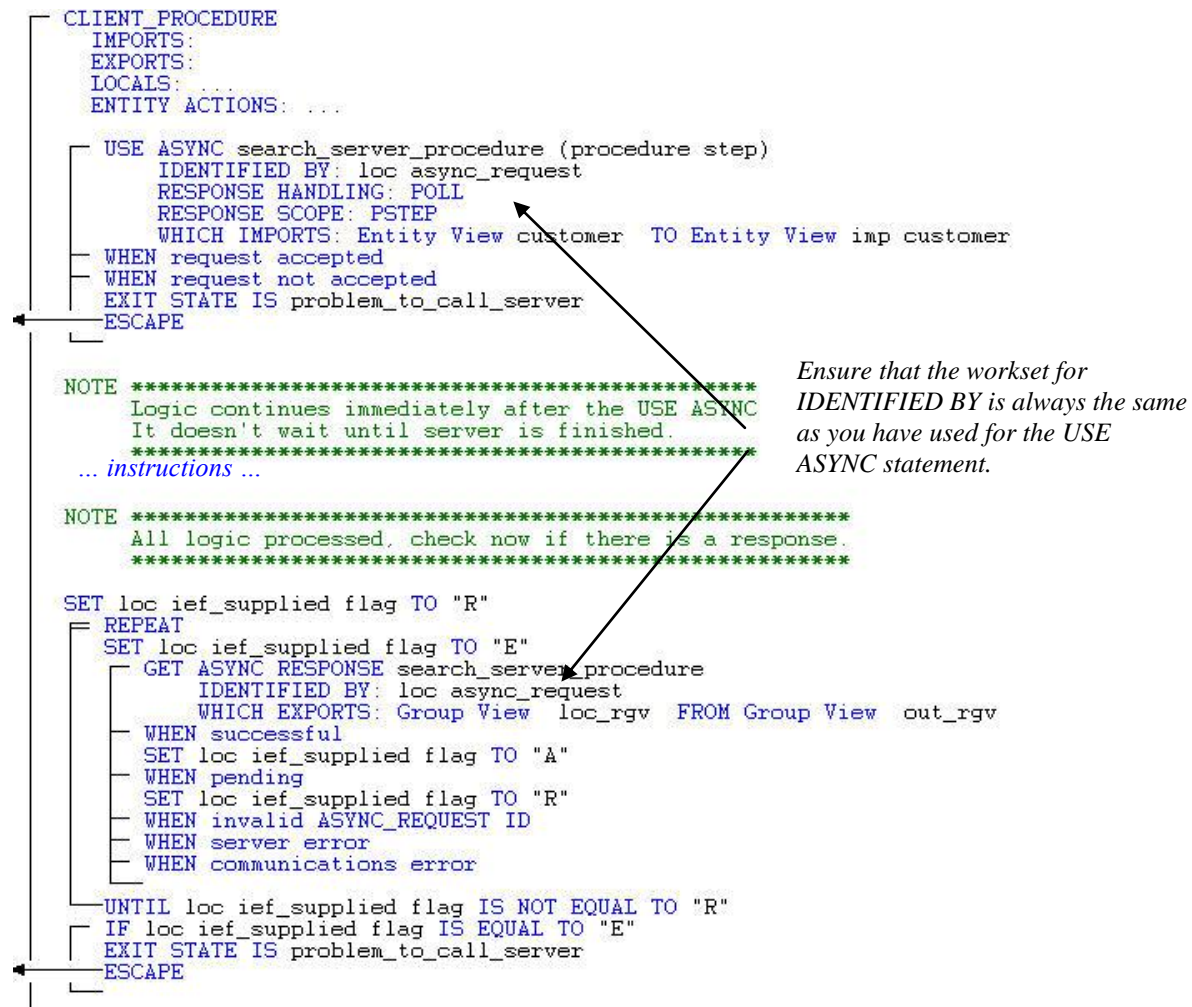 CLIENT_PROCEDURE
IMPORTS:
EXPORTS:
LOCALS: ...
ENTITY ACTIONS: ...
USE ASYNC search_server_procedure (procedure step)
IDENTIFIED BY: loc async_request
RESPONSE HANDLING: POLL
RESPONSE SCOPE: PSTEP
WHICH IMPORTS: Entity View customer TO Entity View imp customer
WHEN request accepted
WHEN request not accepted
EXIT STATE IS problem_to_call_server
ESCAPE
NOTE ***********************************************
Logic continues immediately after the USE ASYNC
It doesn't wait until server is finished.
***********************************************
... instructions ...
Ensure that the workset for
IDENTIFIED BY is always the same
as you have used for the USE
ASYNC statement.
NOTE ******************************************************
All logic processed, check now if there is a response.
******************************************************
SET loc ief_supplied flag TO "R"
REPEAT
SET loc ief_supplied flag TO "E"
GET ASYNC RESPONSE search_server_procedure
IDENTIFIED BY: loc async_request
WHICH EXPORTS: Group View loc_rgv FROM Group View out_rgv
WHEN successful
SET loc ief_supplied flag TO "A"
WHEN pending
SET loc ief_supplied flag TO "R"
WHEN invalid ASYNC_REQUEST ID
WHEN server error
WHEN communications error
UNTIL loc ief_supplied flag IS NOT EQUAL TO "R"
IF loc ief_supplied flag IS EQUAL TO "E"
EXIT STATE IS problem_to_call_server
ESCAPE